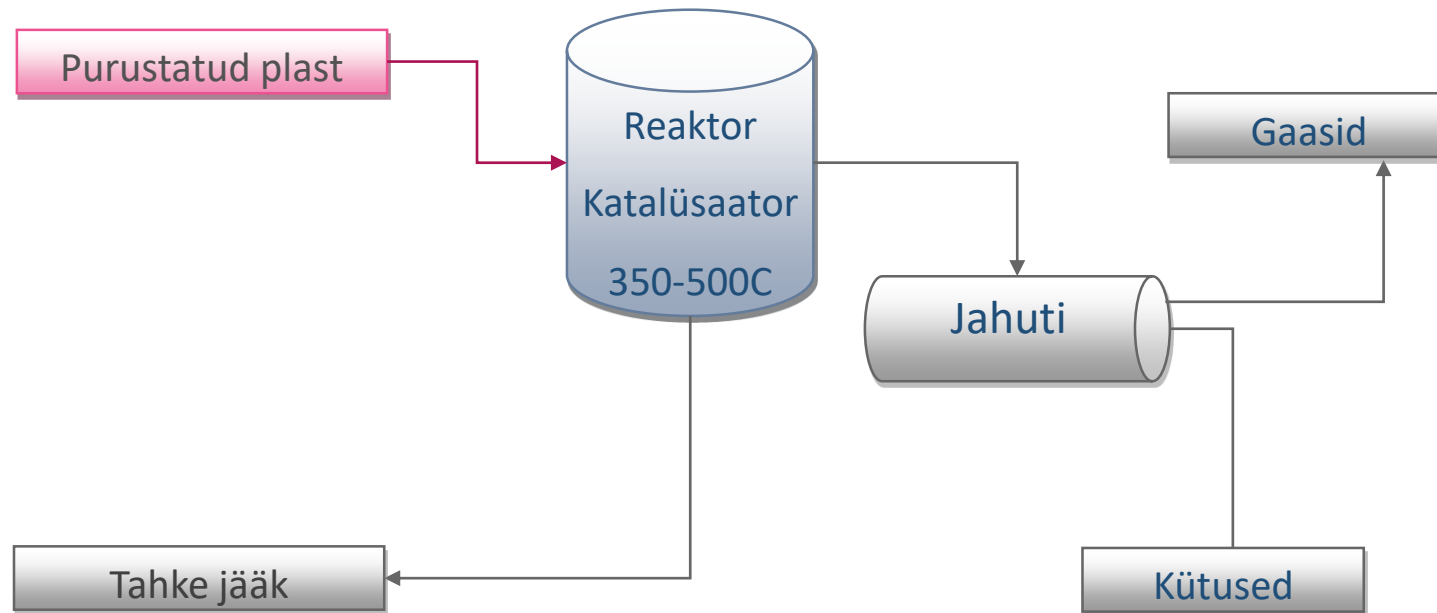 Purustatud plast
Reaktor
Katalüsaator
350-500C
Gaasid
Jahuti
Tahke jääk
Kütused